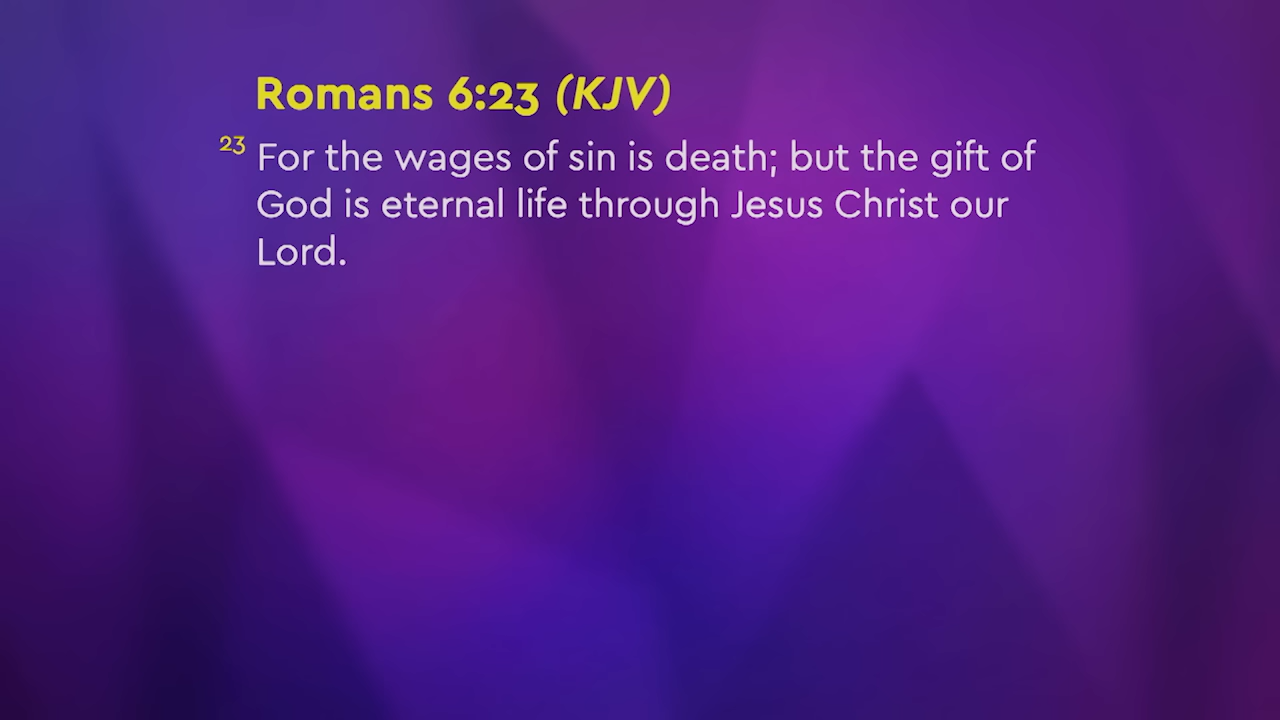 Romans 6:23 (KJV)
23 For the wages of sin is death; but the gift of
God is eternal life through Jesus Christ our
Lord.